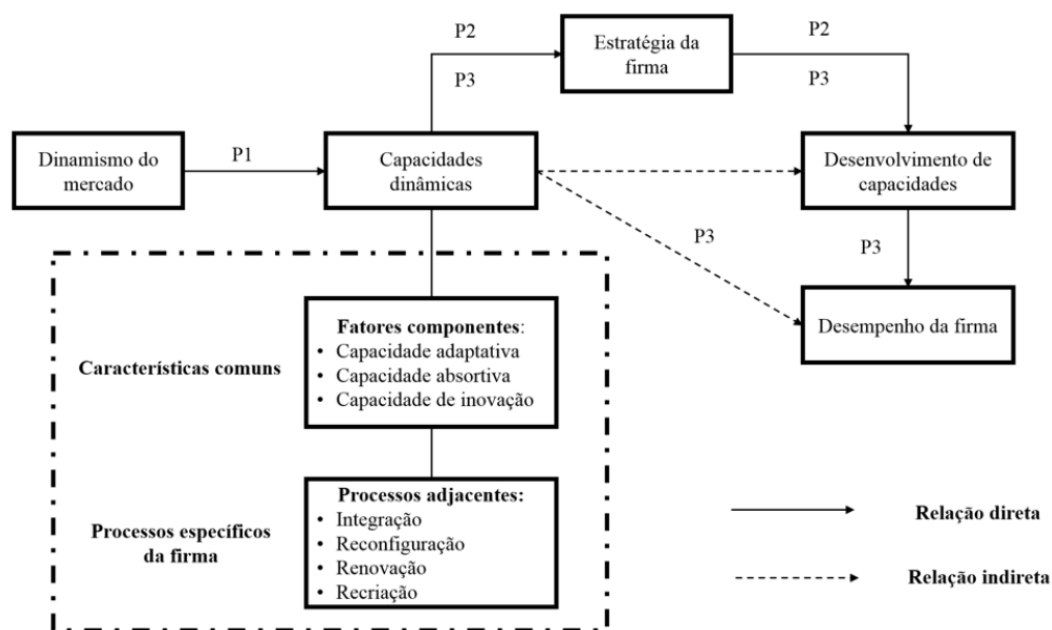 P2
P3
Estratégia da
firma
P2
P3
Dinamismo do
mercado
P1
Capacidades
dinâmicas
Desenvolvimento de
capacidades
P3
P3
Desempenho da firma
Características comuns
Fatores componentes:
• Capacidade adaptativa
• Capacidade absortiva
• Capacidade de inovação
Processos específicos
da firma
Processos adjacentes:
• Integração
• Reconfiguração
• Renovação
• Recriação
Relação direta
Relação indireta